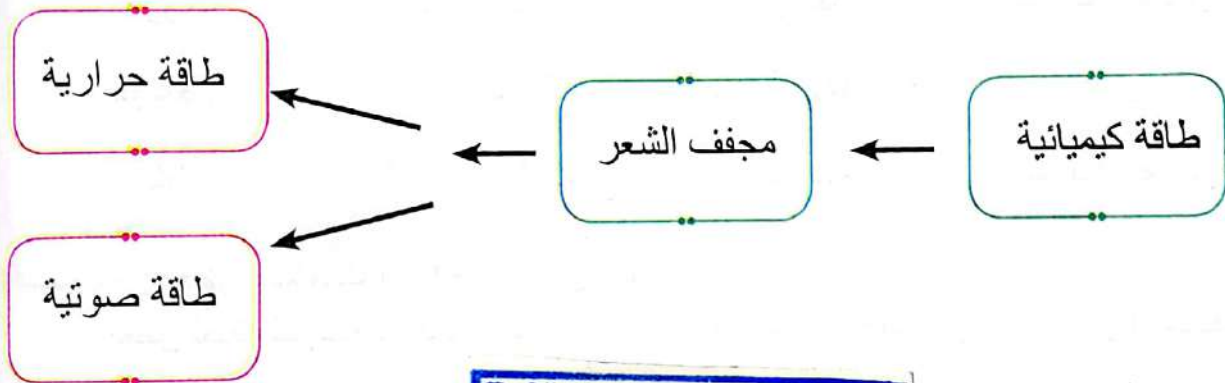 طاقة كيميائية
مجفف الشعر
طاقة حرارية
طاقة صوتية